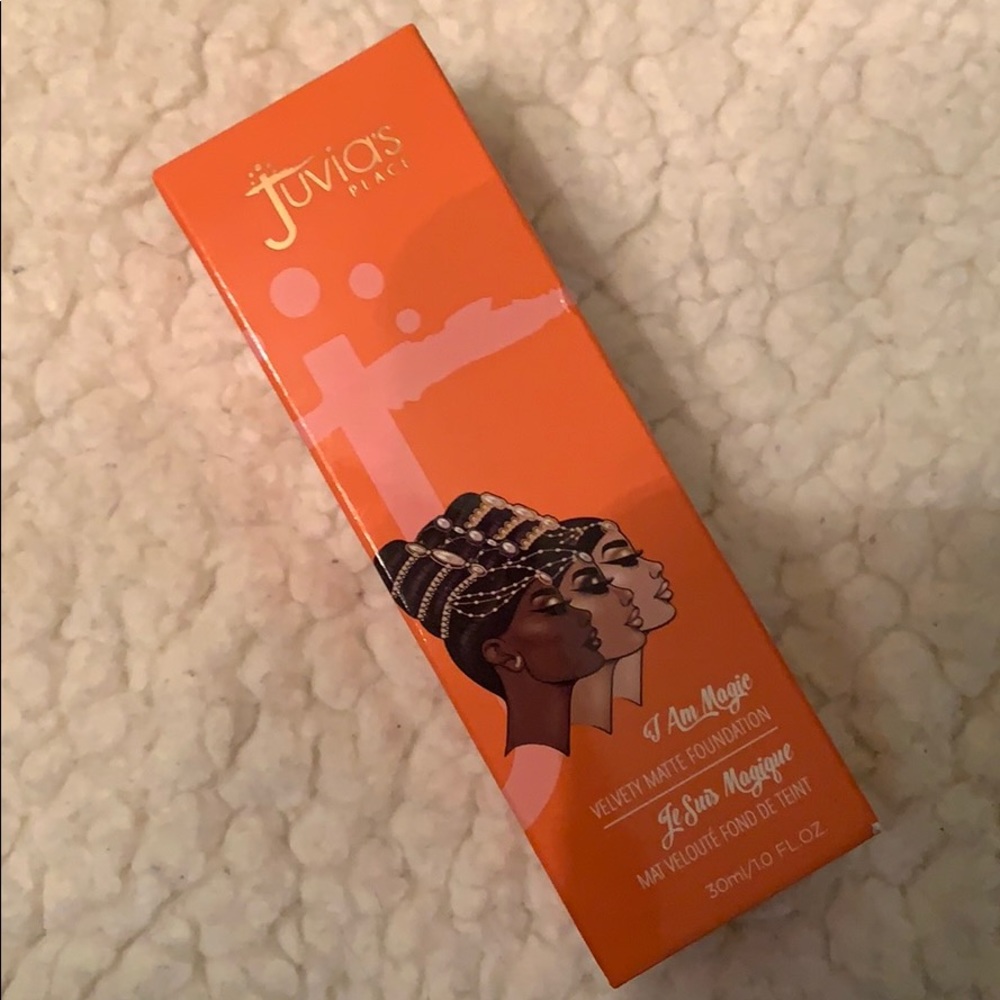 Juvia's
PLACE
I Am Magic
VELVETY MATTE FOUNDATION
Je Suis Magique
MAT VELOUTÉ FOND DE TEINT
30ml/1.0 FL.OZ